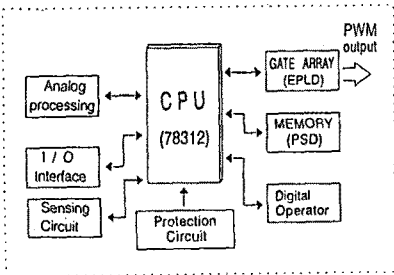 PWM
output
GATE ARRAY
(EPLD)
Analog
processing
CPU
(78312)
MEMORY
(PSD)
I / O
Interface
Sensing
Circuit
Protection
Circuit
Digital
Operator